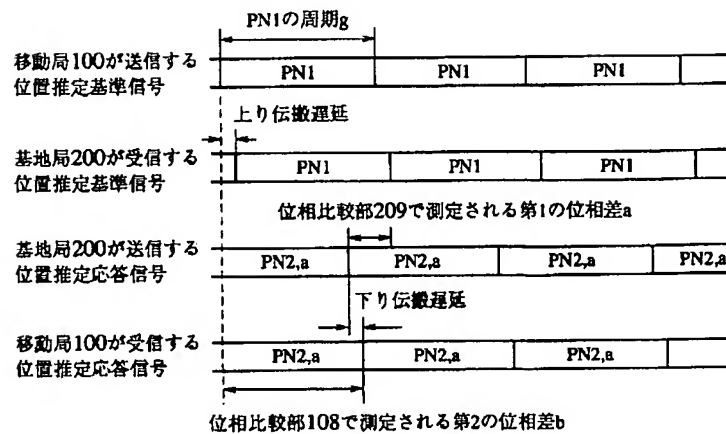 PN1の周期g
移動局100が送信する
位置推定基準信号
PN1 PN1 PN1
上り伝搬遅延
基地局200が受信する
位置推定基準信号
PN1 PN1 PN1
位相比較部209で測定される第1の位相差a
基地局200が送信する
位置推定応答信号
PN2,a PN2,a PN2,a PN2,a
下り伝搬遅延
移動局100が受信する
位置推定応答信号
PN2,a PN2,a PN2,a
位相比較部108で測定される第2の位相差b